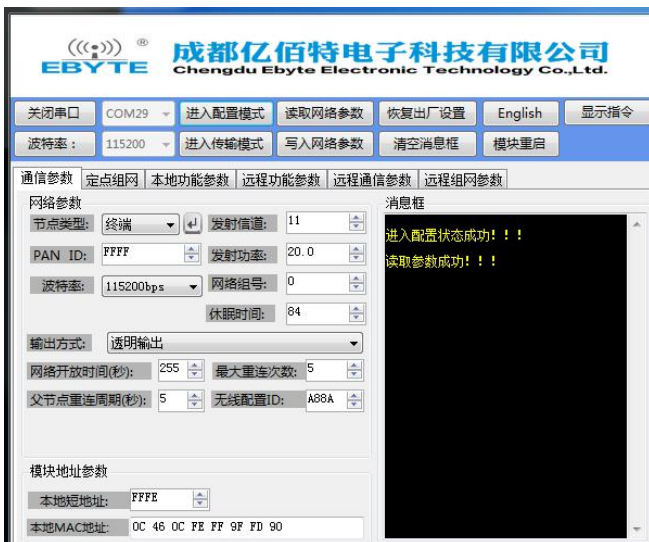 ((( ))) ®
EBYTE
成都亿佰特电子科技有限公司
Chengdu Ebyte Electronic Technology Co.,Ltd.
关闭串口 COM29 进入配置模式 读取网络参数 恢复出厂设置 English 显示指令
波特率： 115200 进入传输模式 写入网络参数 清空消息框 模块重启
通信参数 定点组网 本地功能参数 远程功能参数 远程通信参数 远程组网参数
网络参数
节点类型: 终端 发射信道: 11
PAN ID: FFFF 发射功率: 20.0
波特率: 115200bps 网络组号: 0
休眠时间: 84
输出方式: 透明输出
网络开放时间(秒): 255 最大重连次数: 5
父节点重连周期(秒): 5 无线配置ID: A88A
模块地址参数
本地短地址: FFFE
本地MAC地址: 0C 46 0C FE FF 9F FD 90
消息框
进入配置状态成功！！！
读取参数成功！！！